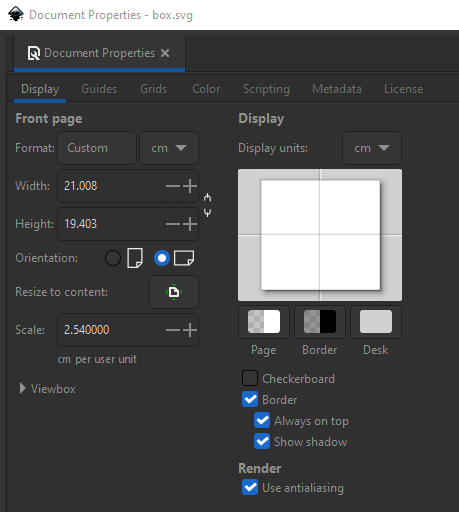 Document Properties - box.svg
Document Properties ×
Display Guides Grids Color Scripting Metadata License
Front page
Format: Custom cm
Width: 21.008
Height: 19.403
Orientation:
Resize to content:
Scale: 2.540000
cm per user unit
Viewbox
Display
Display units: cm
Page Border Desk
Checkerboard
Border
Always on top
Show shadow
Render
Use antialiasing